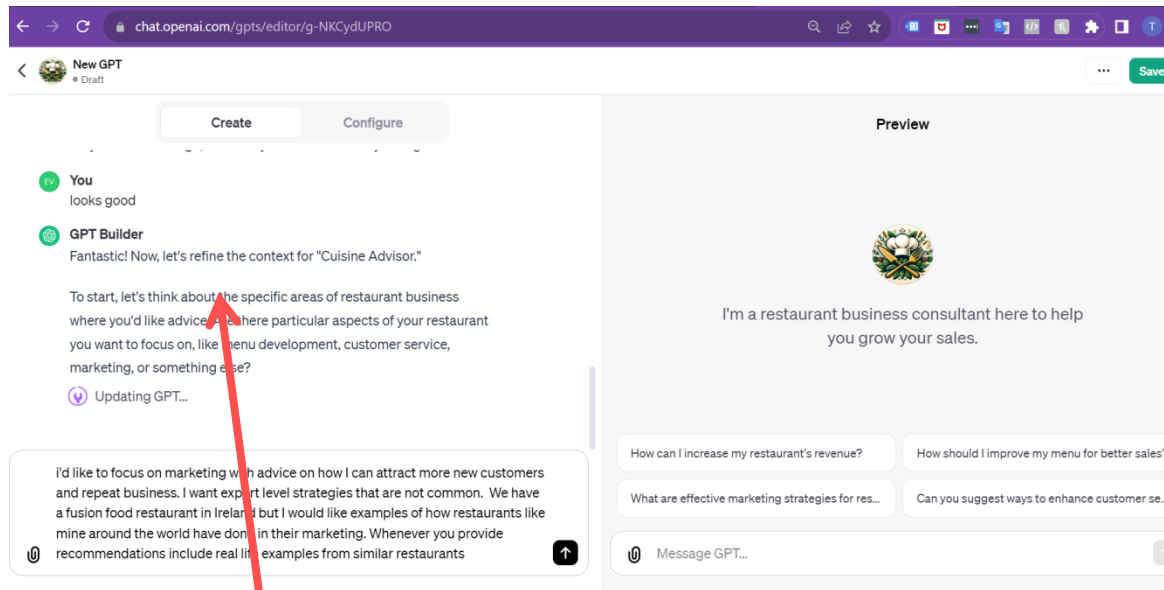 chat.openai.com/gpts/editor/g-NKCydUPRO
T
New GPT
Draft
Save
Create
Configure
EV
You
looks good
GPT Builder
Fantastic! Now, let's refine the context for "Cuisine Advisor."
To start, let's think about the specific areas of restaurant business
where you'd like advice. Are there particular aspects of your restaurant
you want to focus on, like menu development, customer service,
marketing, or something else?
Updating GPT...
i'd like to focus on marketing with advice on how I can attract more new customers
and repeat business. I want expert level strategies that are not common. We have
a fusion food restaurant in Ireland but I would like examples of how restaurants like
mine around the world have done in their marketing. Whenever you provide
recommendations include real life examples from similar restaurants
Preview
I'm a restaurant business consultant here to help
you grow your sales.
How can I increase my restaurant's revenue?
How should I improve my menu for better sales?
What are effective marketing strategies for res...
Can you suggest ways to enhance customer se..
Message GPT...